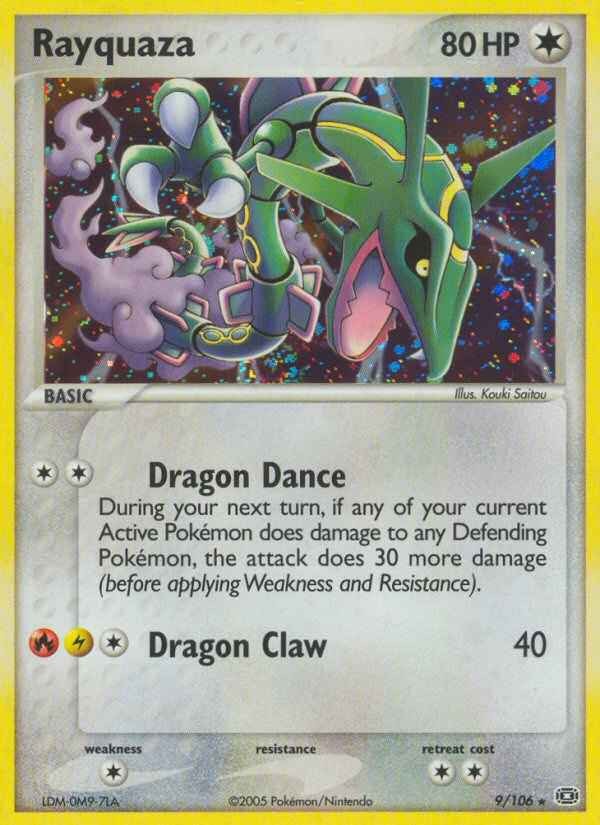 Rayquaza
80 HP
BASIC
Illus. Kouki Saitou
Dragon Dance
During your next turn, if any of your current
Active Pokémon does damage to any Defending
Pokémon, the attack does 30 more damage
(before applying Weakness and Resistance).
Dragon Claw 40
weakness resistance retreat cost
LDM-0M9-7LA ©2005 Pokémon/Nintendo 9/106 ★